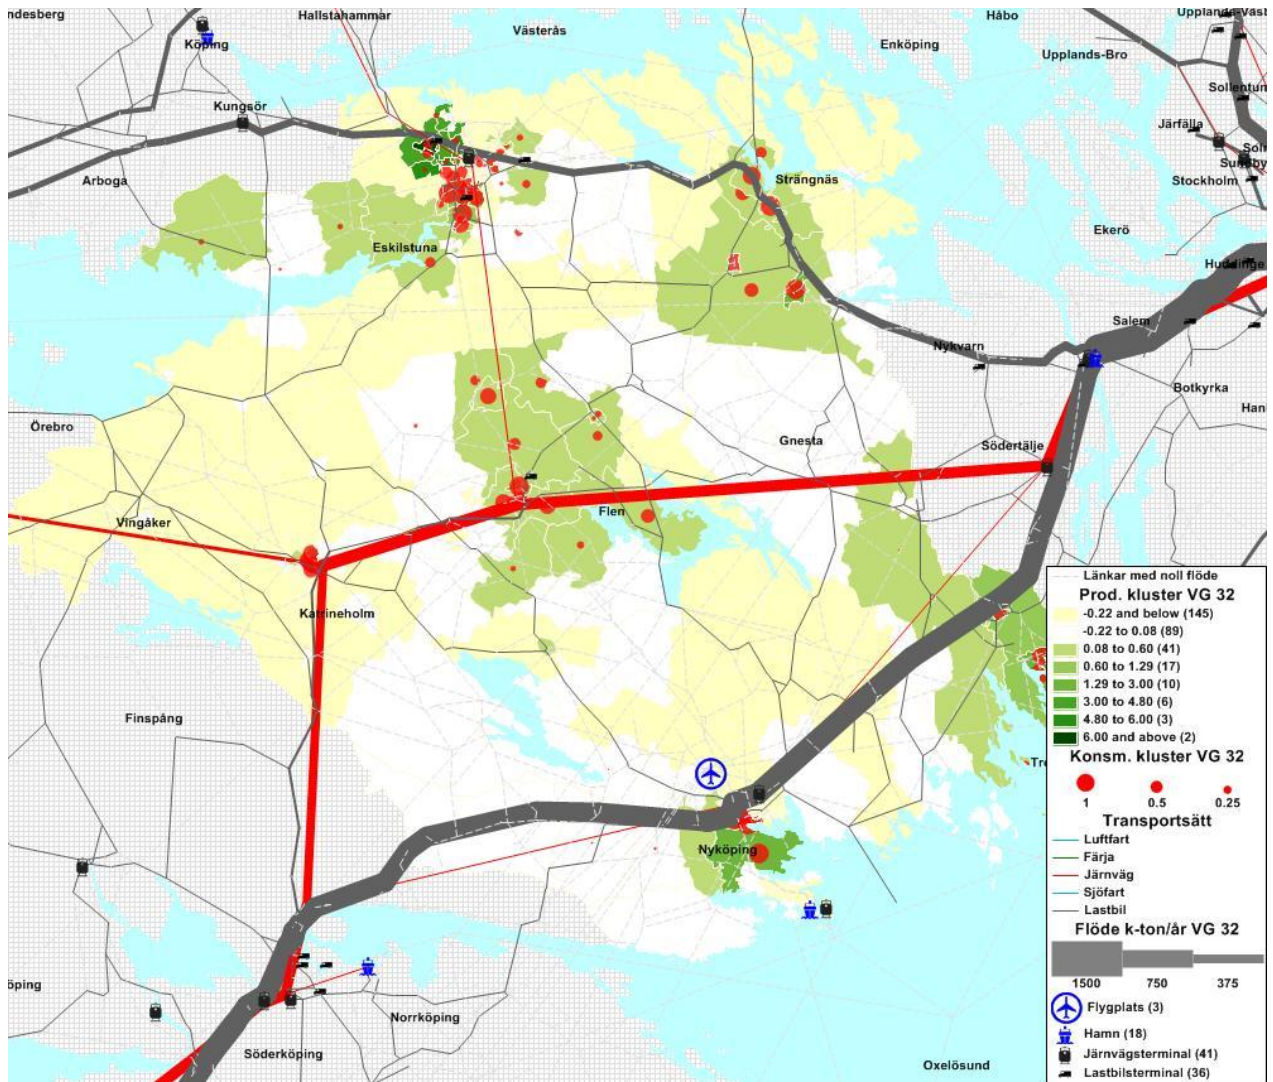 ndesberg
Hallstahammar
Västerås
Håbo
Upplands-Väsb
Köping
Enköping
Upplands-Bro
Sollentun
Kungsör
Järfälla
Soln
Sundby
Arboga
Strängnäs
Stockholm
Ekerö
Eskilstuna
Huddinge
Salem
Nykvarn
Botkyrka
Hani
Örebro
Gnesta
Södertälje
Vingåker
Flen
Katrineholm
Finspång
Tro
Nyköping
öping
Norrköping
Söderköping
Oxelösund
Länkar med noll flöde
Prod. kluster VG 32
-0.22 and below (145)
-0.22 to 0.08 (89)
0.08 to 0.60 (41)
0.60 to 1.29 (17)
1.29 to 3.00 (10)
3.00 to 4.80 (6)
4.80 to 6.00 (3)
6.00 and above (2)
Konsm. kluster VG 32
1 0.5 0.25
Transportsätt
Luftfart
Färja
Järnväg
Sjöfart
Lastbil
Flöde k-ton/år VG 32
1500 750 375
Flygplats (3)
Hamn (18)
Järnvägsterminal (41)
Lastbilsterminal (36)